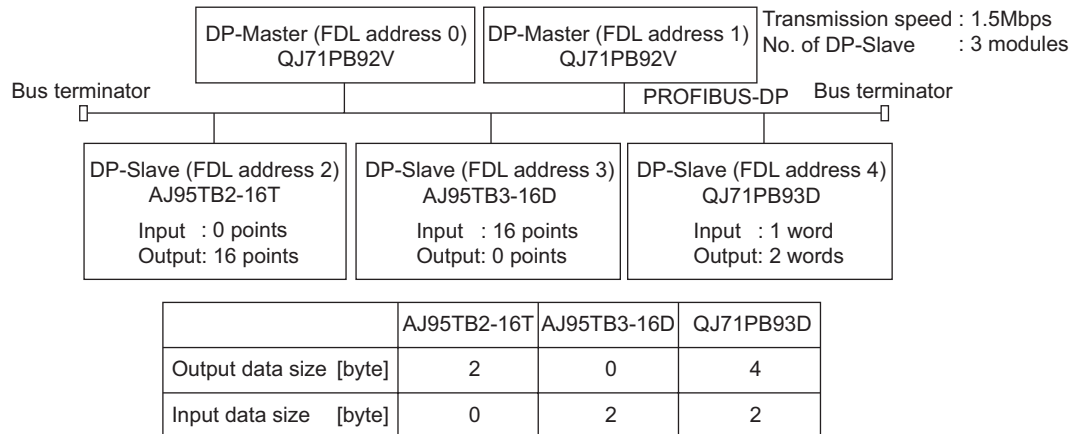 DP-Master (FDL address 0)
QJ71PB92V
DP-Master (FDL address 1)
QJ71PB92V
Transmission speed : 1.5Mbps
No. of DP-Slave : 3 modules
Bus terminator
PROFIBUS-DP
Bus terminator
DP-Slave (FDL address 2)
AJ95TB2-16T
Input : 0 points
Output: 16 points
DP-Slave (FDL address 3)
AJ95TB3-16D
Input : 16 points
Output: 0 points
DP-Slave (FDL address 4)
QJ71PB93D
Input : 1 word
Output: 2 words
AJ95TB2-16T AJ95TB3-16D QJ71PB93D
Output data size [byte] 2 0 4
Input data size [byte] 0 2 2